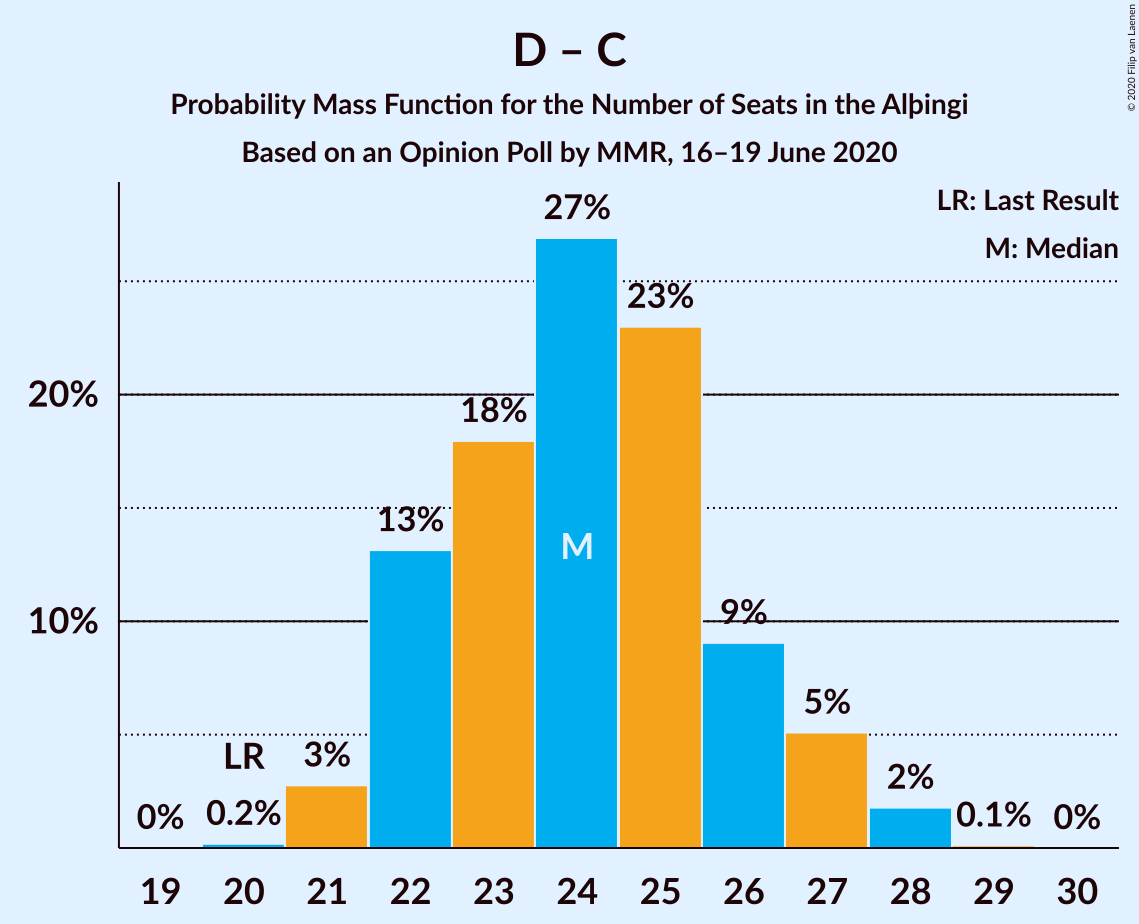 D – C
Probability Mass Function for the Number of Seats in the Alþingi
Based on an Opinion Poll by MMR, 16–19 June 2020
© 2020 Filip van Laenen
LR: Last Result
M: Median
20%
10%
0%
0.2%
LR
3%
13%
18%
27%
M
23%
9%
5%
2%
0.1%
0%
19 20 21 22 23 24 25 26 27 28 29 30